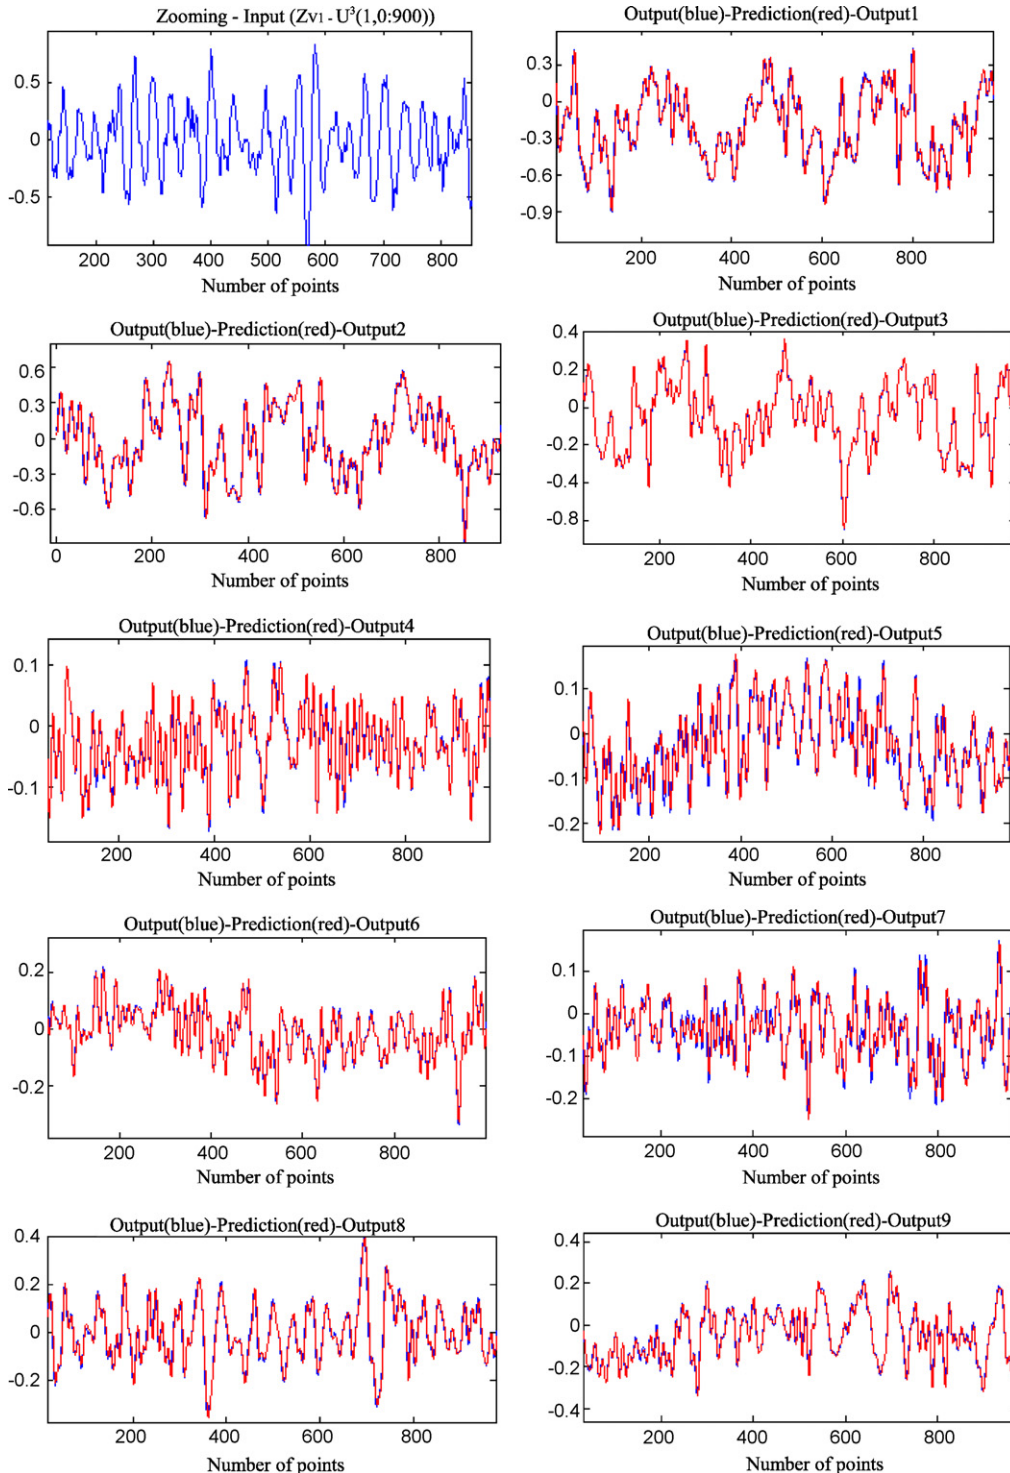 Zooming - Input (Zv1 - U³(1,0:900))
0.5
0
-0.5
200 300 400 500 600 700 800
Number of points
Output(blue)-Prediction(red)-Output1
0.3
0
-0.3
-0.6
-0.9
200 400 600 800
Number of points
Output(blue)-Prediction(red)-Output2
0.6
0.3
0
-0.3
-0.6
0 200 400 600 800
Number of points
Output(blue)-Prediction(red)-Output3
0.4
0.2
0
-0.2
-0.4
-0.8
200 400 600 800
Number of points
Output(blue)-Prediction(red)-Output4
0.1
0
-0.1
200 400 600 800
Number of points
Output(blue)-Prediction(red)-Output5
0.1
0
-0.1
-0.2
200 400 600 800
Number of points
Output(blue)-Prediction(red)-Output6
0.2
0
-0.2
200 400 600 800
Number of points
Output(blue)-Prediction(red)-Output7
0.1
0
-0.1
-0.2
200 400 600 800
Number of points
Output(blue)-Prediction(red)-Output8
0.4
0.2
0
-0.2
200 400 600 800
Number of points
Output(blue)-Prediction(red)-Output9
0.4
0.2
0
-0.2
-0.4
200 400 600 800
Number of points